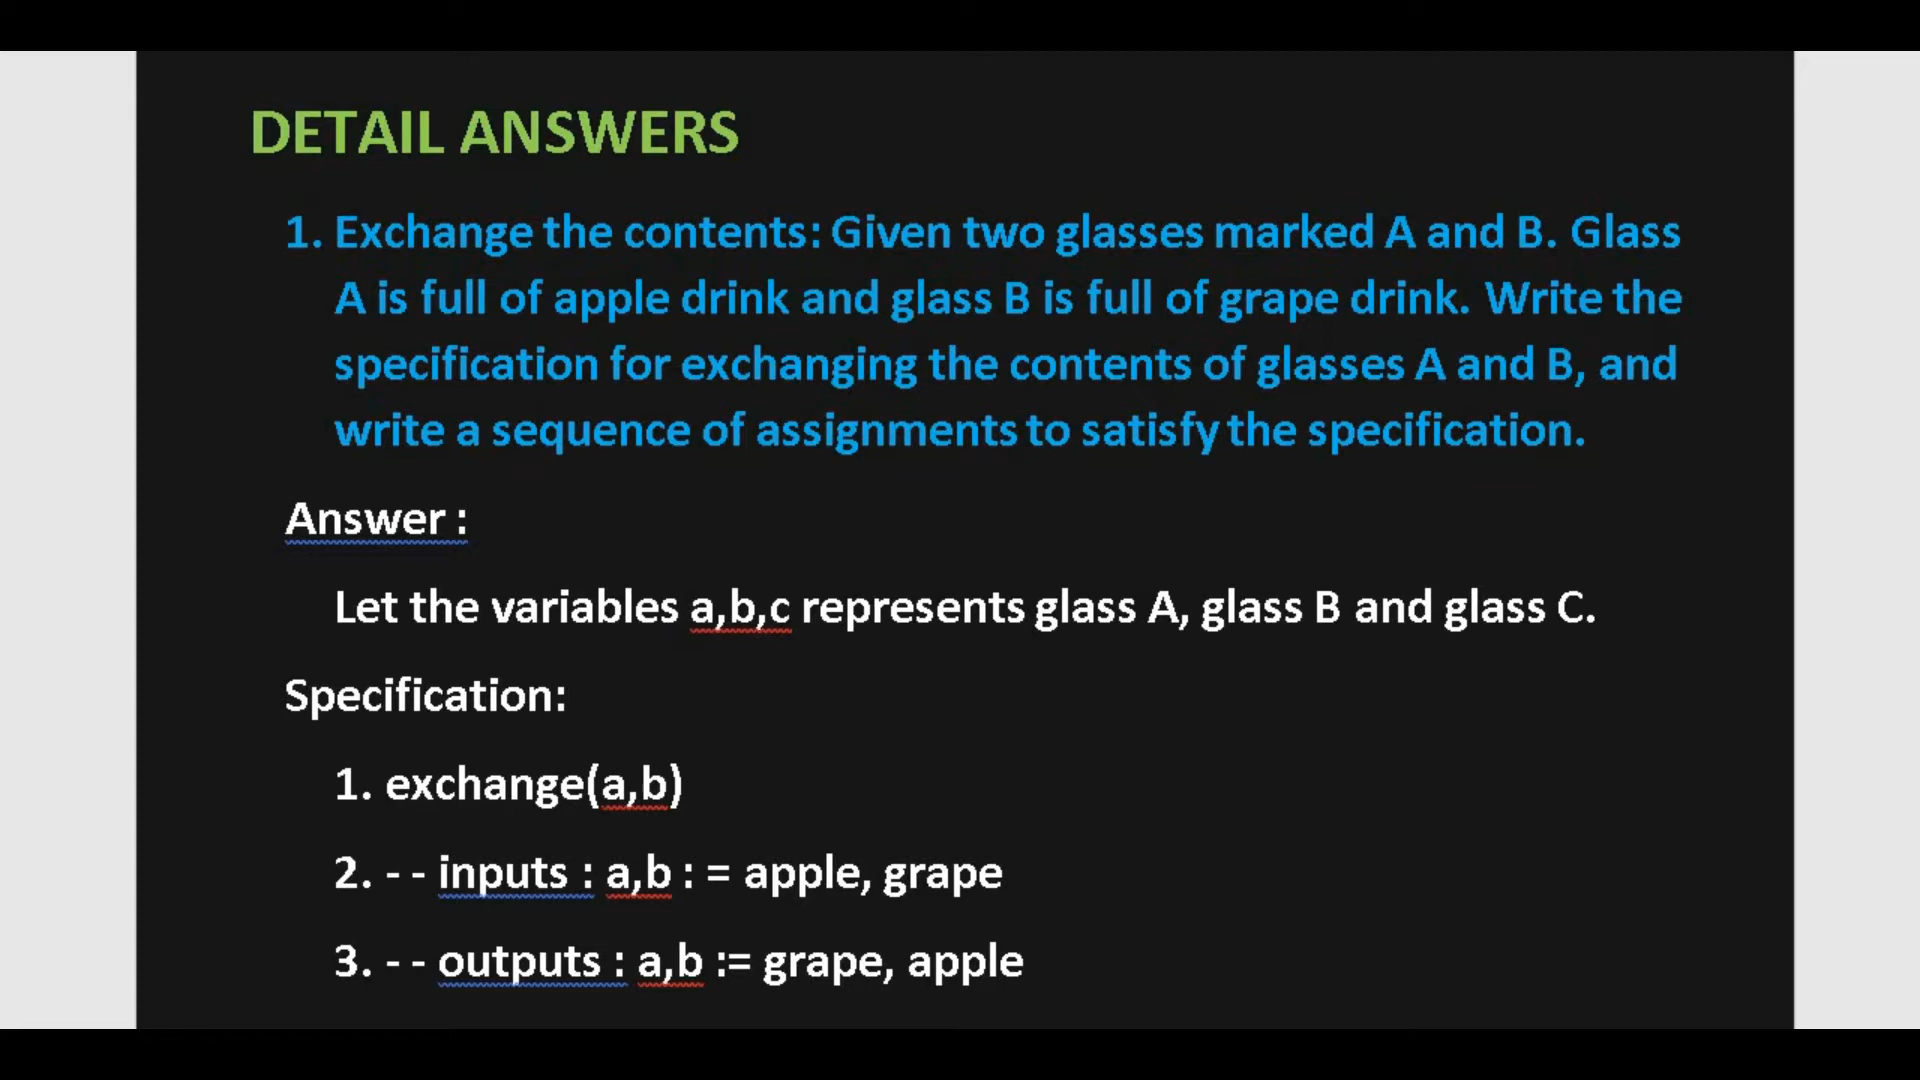 DETAIL ANSWERS
1. Exchange the contents: Given two glasses marked A and B. Glass
A is full of apple drink and glass B is full of grape drink. Write the
specification for exchanging the contents of glasses A and B, and
write a sequence of assignments to satisfy the specification.
Answer :
Let the variables a,b,c represents glass A, glass B and glass C.
Specification:
1. exchange(a,b)
2. - - inputs : a,b : = apple, grape
3. - - outputs : a,b := grape, apple